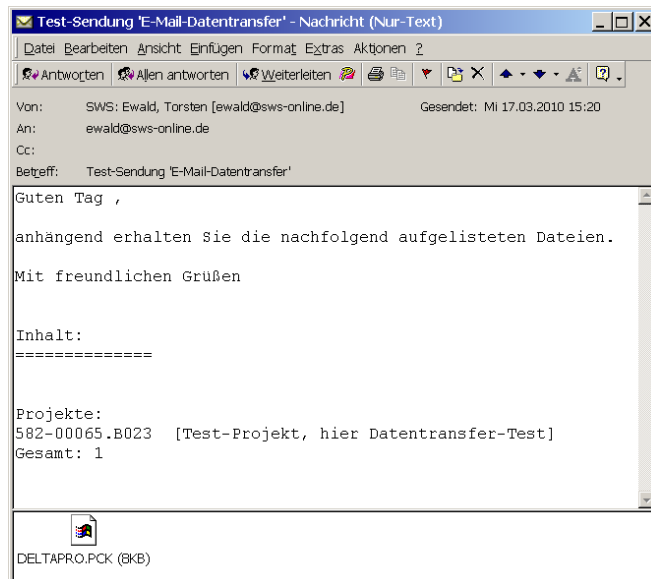 Test-Sendung 'E-Mail-Datentransfer' - Nachricht (Nur-Text)
Datei Bearbeiten Ansicht Einfügen Format Extras Aktionen ?
Antworten Allen antworten Weiterleiten
Von: SWS: Ewald, Torsten [ewald@sws-online.de] Gesendet: Mi 17.03.2010 15:20
An: ewald@sws-online.de
Cc:
Betreff: Test-Sendung 'E-Mail-Datentransfer'
Guten Tag ,
anhängend erhalten Sie die nachfolgend aufgelisteten Dateien.
Mit freundlichen Grüßen
Inhalt:
==============
Projekte:
582-00065.B023 [Test-Projekt, hier Datentransfer-Test]
Gesamt: 1
DELTAPRO.PCK (8KB)